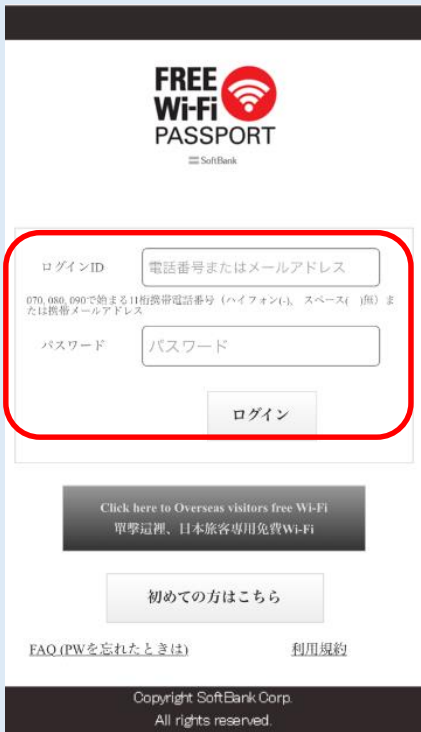 FREE
Wi-Fi
PASSPORT
SoftBank
ログインID
電話番号またはメールアドレス
070, 080, 090で始まる11桁携帯電話番号（ハイフォン(-)、スペース( )無）ま
たは携帯メールアドレス
パスワード
パスワード
ログイン
Click here to Overseas visitors free Wi-Fi
單擊這裡、日本旅客專用免費Wi-Fi
初めての方はこちら
FAQ (PWを忘れたときは)
利用規約
Copyright SoftBank Corp.
All rights reserved.